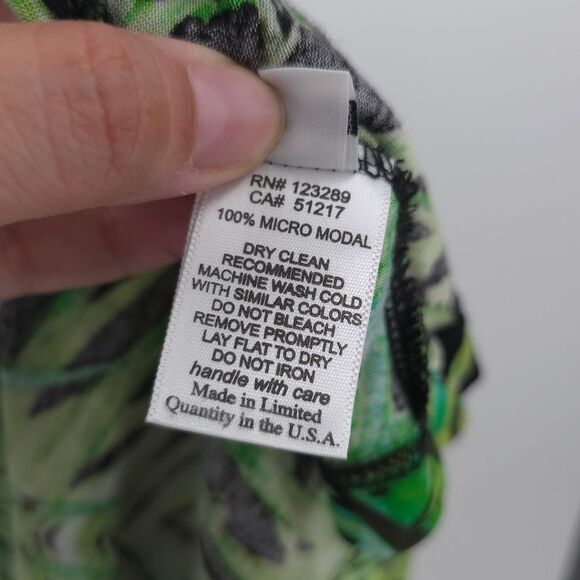 RN# 123289
CA# 51217
100% MICRO MODAL
DRY CLEAN
RECOMMENDED
MACHINE WASH COLD
WITH SIMILAR COLORS
DO NOT BLEACH
REMOVE PROMPTLY
LAY FLAT TO DRY
DO NOT IRON
handle with care
Made in Limited
Quantity in the U.S.A.